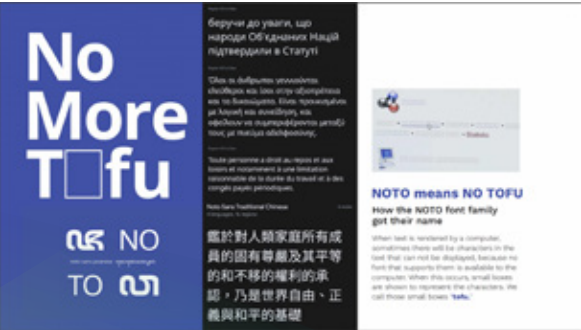 No
More
T□fu
NO
TO
беручи до уваги, що
народи Об'єднаних Націй
підтвердили в Статуті
Όλοι οι άνθρωποι γεννιούνται
ελεύθεροι και ίσοι στην αξιοπρέπεια
και τα δικαιώματα. Είναι προικισμένοι
με λογική και συνείδηση, και
οφείλουν να συμπεριφέρονται μεταξύ
τους με πνεύμα αδελφοσύνης.
Toute personne a droit au repos et aux
loisirs et notamment à une limitation
raisonnable de la durée du travail et à des
congés payés périodiques.
Noto Sans Traditional Chinese
鑑於對人類家庭所有成
員的固有尊嚴及其平等
的和不移的權利的承
認，乃是世界自由、正
義與和平的基礎
NOTO means NO TOFU
How the NOTO font family
got their name
When text is rendered by a computer,
sometimes there will be characters in the
text that can not be displayed, because no
font that supports them is available to the
computer. When this occurs, small boxes
are shown to represent the characters. We
call those small boxes "tofu,"